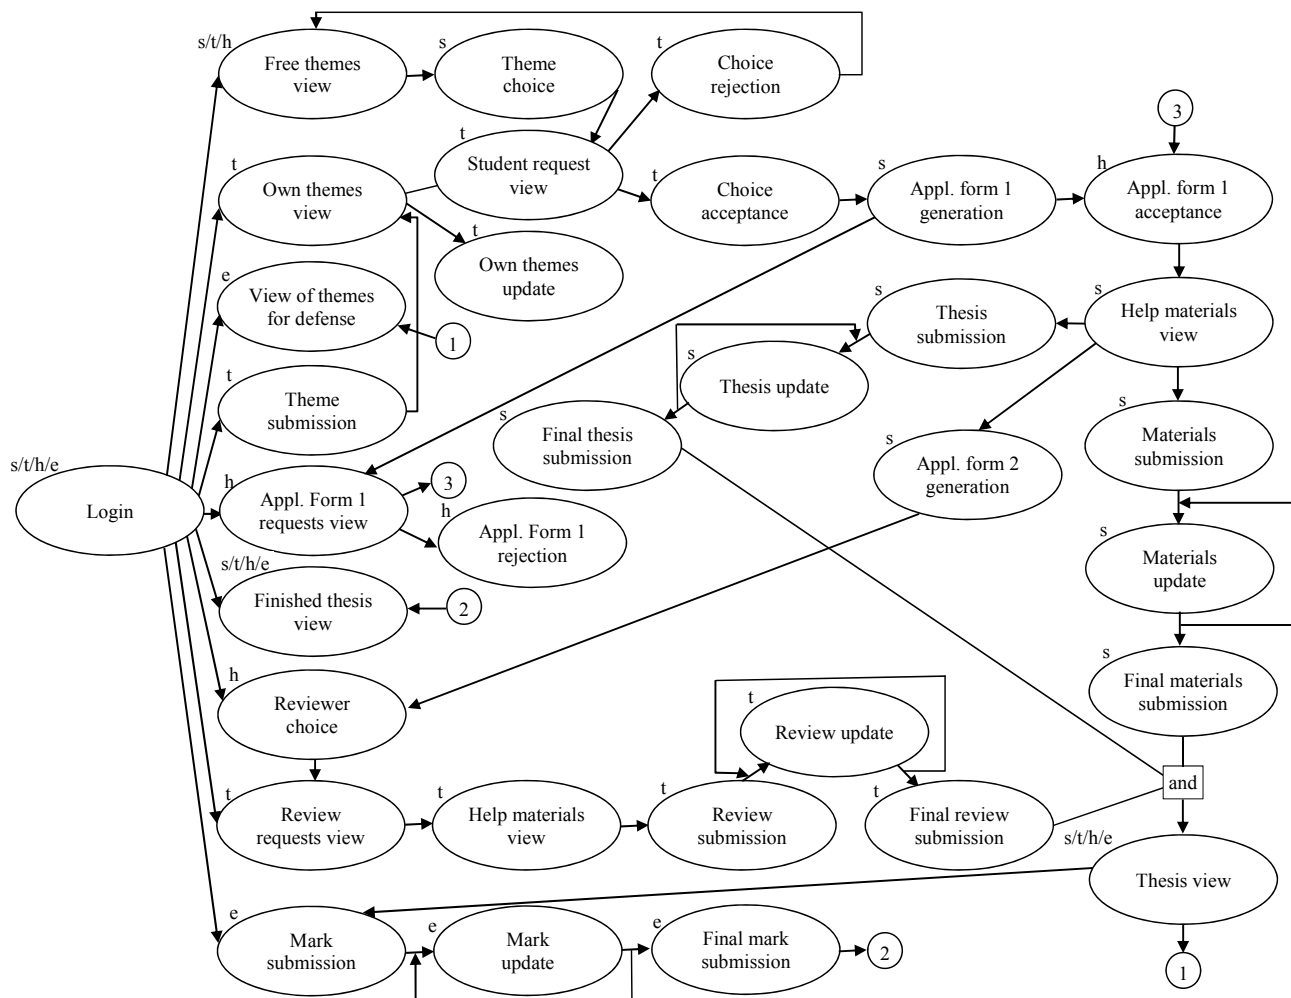 s/t/h
Free themes
view
s
Theme
choice
t
Choice
rejection
3
t
Own themes
view
t
Student request
view
t
Choice
acceptance
s
Appl. form 1
generation
h
Appl. form 1
acceptance
t
Own themes
update
e
View of themes
for defense
1
s
Thesis
submission
s
Help materials
view
s
Thesis update
t
Theme
submission
s
Final thesis
submission
s
Appl. form 2
generation
s
Materials
submission
s/t/h/e
Login
h
Appl. Form 1
requests view
3
h
Appl. Form 1
rejection
s
Materials
update
s/t/h/e
Finished thesis
view
2
s
Final materials
submission
h
Reviewer
choice
t
Review update
and
t
Review
requests view
t
Help materials
view
t
Review
submission
t
Final review
submission
s/t/h/e
Thesis view
e
Mark
submission
e
Mark
update
e
Final mark
submission
2
1